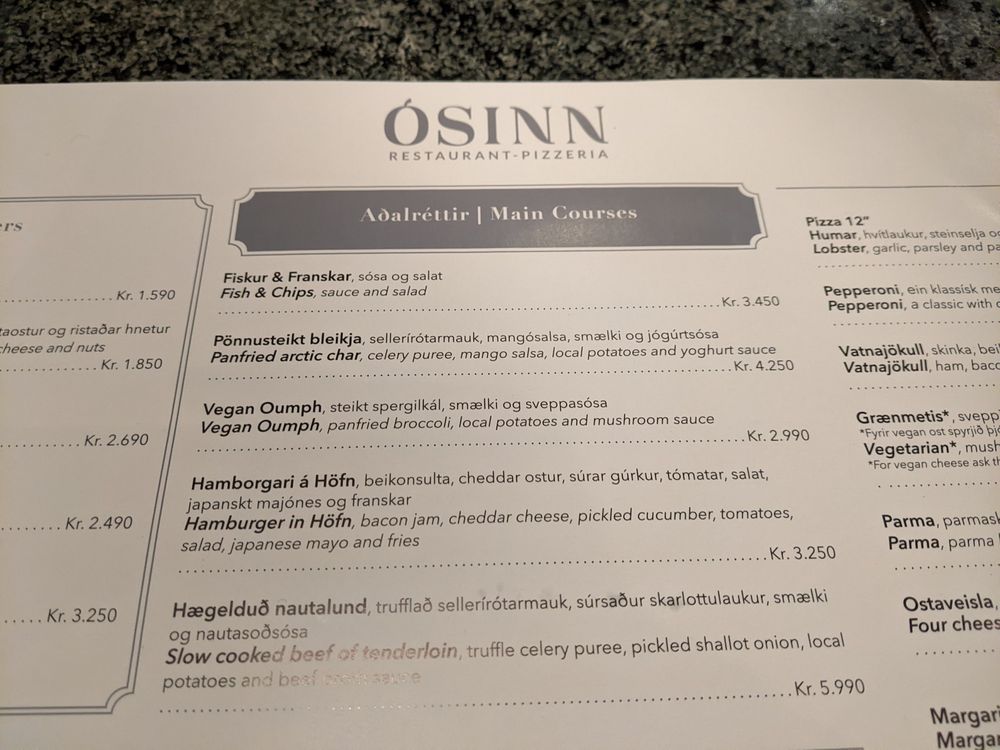 ÓSINN
RESTAURANT-PIZZERIA
Kr. 1.590
taostur og ristaðar hnetur
cheese and nuts
Kr. 1.850
Kr. 2.690
Kr. 2.490
Kr. 3.250
Aðalréttir | Main Courses
Fiskur & Franskar, sósa og salat
Fish & Chips, sauce and salad
Kr. 3.450
Pönnusteikt bleikja, sellerírótarmauk, mangósalsa, smælki og jógúrtsósa
Panfried arctic char, celery puree, mango salsa, local potatoes and yoghurt sauce
Kr. 4.250
Vegan Oumph, steikt spergilkál, smælki og sveppasósa
Vegan Oumph, panfried broccoli, local potatoes and mushroom sauce
Kr. 2.990
Hamborgari á Höfn, beikonsulta, cheddar ostur, súrar gúrkur, tómatar, salat,
japanskt majónes og franskar
Hamburger in Höfn, bacon jam, cheddar cheese, pickled cucumber, tomatoes,
salad, japanese mayo and fries
Kr. 3.250
Hægelduð nautalund, trufflað sellerírótarmauk, súrsaður skarlottulaukur, smælki
og nautasoðsósa
Slow cooked beef of tenderloin, truffle celery puree, pickled shallot onion, local
potatoes and beef sauce
Kr. 5.990
Pizza 12"
Humar, hvítlaukur, steinselja
Lobster, garlic, parsley and
Pepperoni, ein klassísk
Pepperoni, a classic with
Vatnajökull, skinka,
Vatnajökull, ham,
Grænmetis*,
*Fyrir vegan ost spyrjið
Vegetarian*,
*For vegan cheese ask
Parma,
Parma, parma
Ostaveisla,
Four